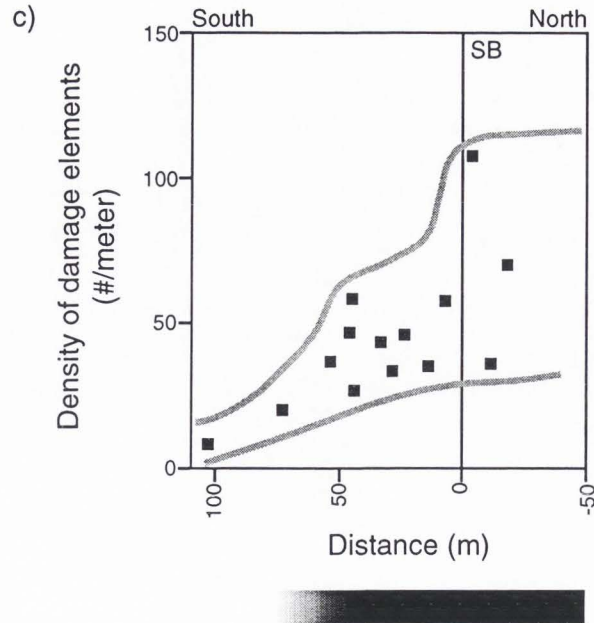 c)
South
North
150
SB
100
50
0
Density of damage elements
(#/meter)
100
50
0
-50
Distance (m)